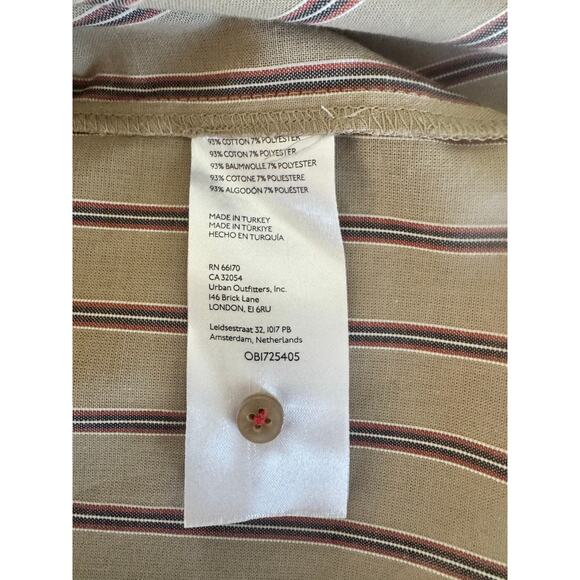 93% COTTON 7% POLYESTER
93% COTON 7% POLYESTER
93% BAUMWOLLE 7% POLYESTER
93% COTONE 7% POLIESTERE
93% ALGODÓN 7% POLIÉSTER
MADE IN TURKEY
MADE IN TÜRKIYE
HECHO EN TURQUÍA
RN 66170
CA 32054
Urban Outfitters, Inc.
146 Brick Lane
LONDON, E1 6RU
Leidsestraat 32, 1017 PB
Amsterdam, Netherlands
OB1725405